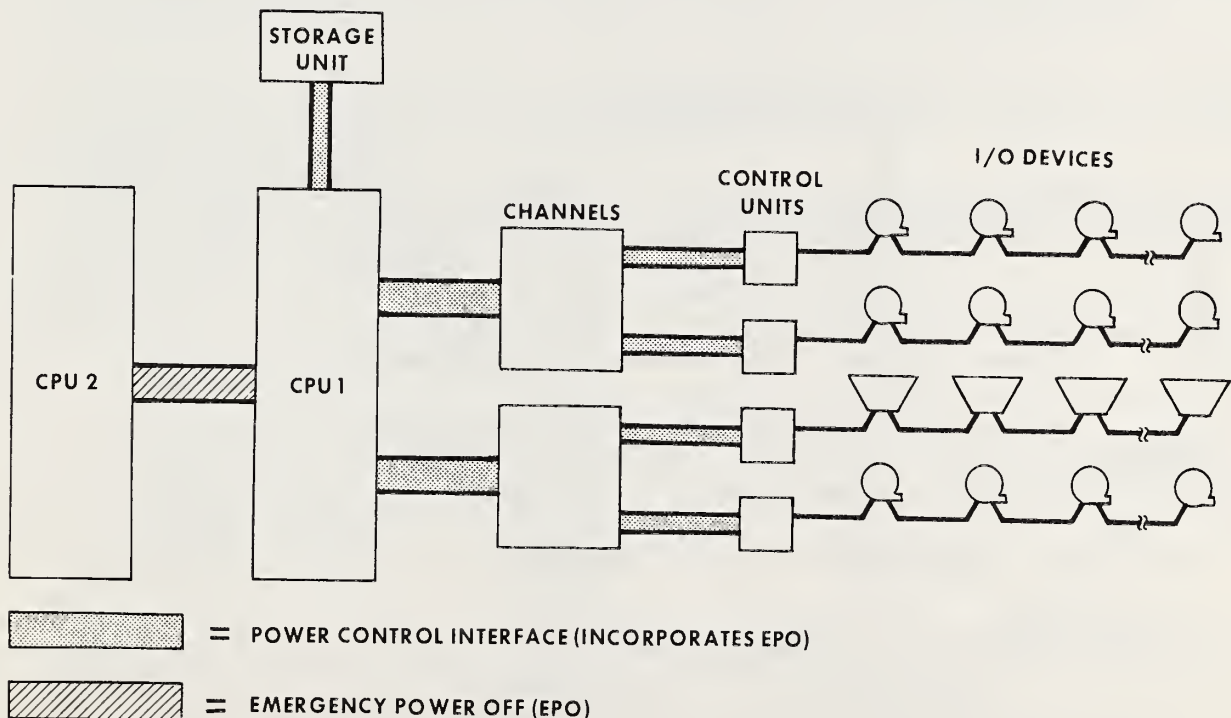 STORAGE
UNIT
I/O DEVICES
CONTROL
UNITS
CHANNELS
CPU 2
CPU 1
= POWER CONTROL INTERFACE (INCORPORATES EPO)
= EMERGENCY POWER OFF (EPO)